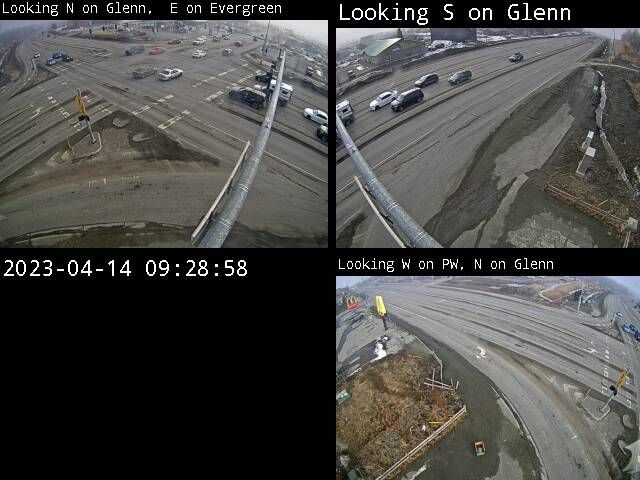 Looking N on Glenn,  E on Evergreen
Looking S on Glenn
2023-04-14 09:28:58
Looking W on PW, N on Glenn